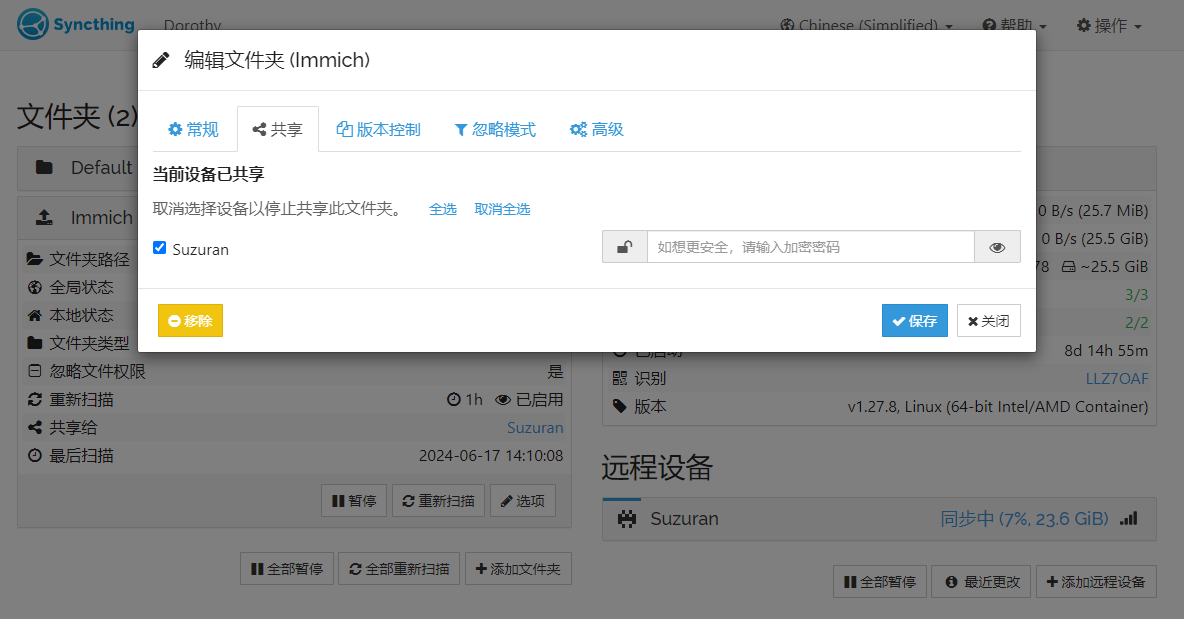 Syncthing Dorothy Chinese (Simplified) 帮助 操作
编辑文件夹 (Immich)
常规 共享 版本控制 忽略模式 高级
当前设备已共享
取消选择设备以停止共享此文件夹。 全选 取消全选
Suzuran 如想更安全，请输入加密密码
移除 保存 关闭
文件夹 (2)
Default
Immich
文件夹路径
全局状态
本地状态
文件夹类型
忽略文件权限 是
重新扫描 1h 已启用
共享给 Suzuran
最后扫描 2024-06-17 14:10:08
暂停 重新扫描 选项
全部暂停 全部重新扫描 添加文件夹
0 B/s (25.7 MiB)
0 B/s (25.5 GiB)
78 ~25.5 GiB
3/3
2/2
8d 14h 55m
识别 LLZ7OAF
版本 v1.27.8, Linux (64-bit Intel/AMD Container)
远程设备
Suzuran 同步中 (7%, 23.6 GiB)
全部暂停 最近更改 添加远程设备